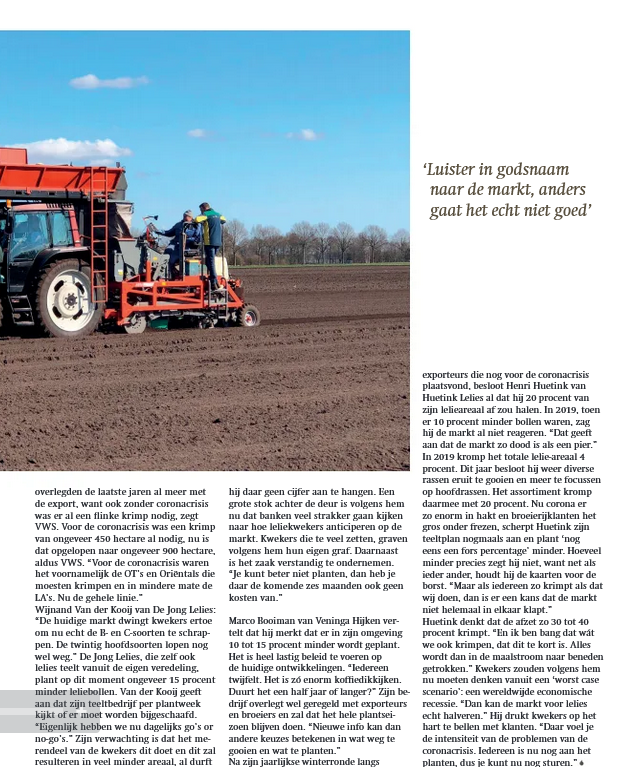 ‘Luister in godsnaam
naar de markt, anders
gaat het echt niet goed’
overlegden de laatste jaren al meer met
de export, want ook zonder coronacrisis
was er al een flinke krimp nodig, zegt
VWS. Voor de coronacrisis was een krimp
van ongeveer 450 hectare al nodig, nu is
dat opgelopen naar ongeveer 900 hectare,
aldus VWS. “Voor de coronacrisis waren
het voornamelijk de OT’s en Oriëntals die
moesten krimpen en in mindere mate de
LA’s. Nu de gehele linie.”
Wijnand Van der Kooij van De Jong Lelies:
“De huidige markt dwingt kwekers ertoe
om nu echt de B- en C-soorten te schrap-
pen. De twintig hoofdsoorten lopen nog
wel weg.” De Jong Lelies, die zelf ook
lelies teelt vanuit de eigen veredeling,
plant op dit moment ongeveer 15 procent
minder leliebollen. Van der Kooij geeft
aan dat zijn teeltbedrijf per plantweek
kijkt of er moet worden bijgeschaafd.
“Eigenlijk hebben we nu dagelijks go’s or
no-go’s.” Zijn verwachting is dat het me-
rendeel van de kwekers dit doet en dit zal
resulteren in veel minder areaal, al durft
hij daar geen cijfer aan te hangen. Een
grote stok achter de deur is volgens hem
nu dat banken veel strakker gaan kijken
naar hoe leliekwekers anticiperen op de
markt. Kwekers die te veel zetten, graven
volgens hem hun eigen graf. Daarnaast
is het zaak verstandig te ondernemen.
“Je kunt beter niet planten, dan heb je
daar de komende zes maanden ook geen
kosten van.”
Marco Booiman van Veninga Hijken ver-
telt dat hij merkt dat er in zijn omgeving
10 tot 15 procent minder wordt geplant.
Het is heel lastig beleid te voeren op
de huidige ontwikkelingen. “Iedereen
twijfelt. Het is zó enorm koffiedikkijken.
Duurt het een half jaar of langer?” Zijn be-
drijf overlegt wel geregeld met exporteurs
en broeiers en zal dat het hele plantsei-
zoen blijven doen. “Nieuwe info kan dan
andere keuzes betekenen in wat weg te
gooien en wat te planten.”
Na zijn jaarlijkse winterronde langs
exporteurs die nog voor de coronacrisis
plaatsvond, besloot Henri Huetink van
Huetink Lelies al dat hij 20 procent van
zijn lelieareaal af zou halen. In 2019, toen
er 10 procent minder bollen waren, zag
hij de markt al niet reageren. “Dat geeft
aan dat de markt zo dood is als een pier.”
In 2019 kromp het totale lelie-areaal 4
procent. Dit jaar besloot hij weer diverse
rassen eruit te gooien en meer te focussen
op hoofdrassen. Het assortiment kromp
daarmee met 20 procent. Nu corona er
zo enorm in hakt en broeierijklanten het
gros onder frezen, scherpt Huetink zijn
teeltplan nogmaals aan en plant ‘nog
eens een fors percentage’ minder. Hoeveel
minder precies zegt hij niet, want net als
ieder ander, houdt hij de kaarten voor de
borst. “Maar als iedereen zo krimpt als dat
wij doen, dan is er een kans dat de markt
niet helemaal in elkaar klapt.”
Huetink denkt dat de afzet zo 30 tot 40
procent krimpt. “En ik ben bang dat wát
we ook krimpen, dat dit te kort is. Alles
wordt dan in de maalstroom naar beneden
getrokken.” Kwekers zouden volgens hem
nu moeten denken vanuit een ‘worst case
scenario’: een wereldwijde economische
recessie. “Dan kan de markt voor lelies
echt halveren.” Hij drukt kwekers op het
hart te bellen met klanten. “Daar voel je
de intensiteit van de problemen van de
coronacrisis. Iedereen is nu nog aan het
planten, dus je kunt nu nog sturen.”